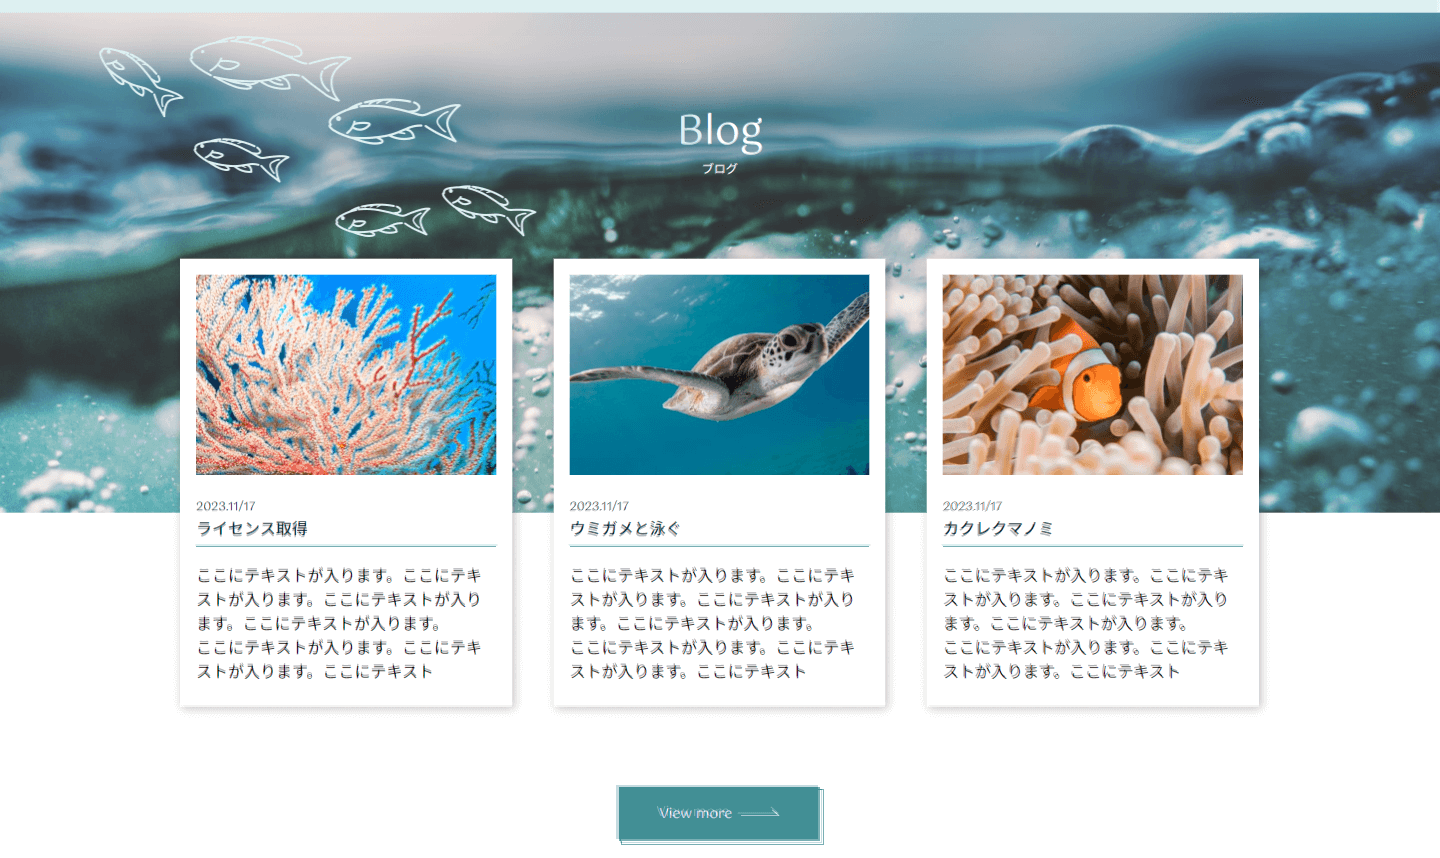 Blog
ブログ
2023.11/17
ライセンス取得
ここにテキストが入ります。ここにテキ
ストが入ります。ここにテキストが入り
ます。ここにテキストが入ります。
ここにテキストが入ります。ここにテキ
ストが入ります。ここにテキスト
2023.11/17
ウミガメと泳ぐ
ここにテキストが入ります。ここにテキ
ストが入ります。ここにテキストが入り
ます。ここにテキストが入ります。
ここにテキストが入ります。ここにテキ
ストが入ります。ここにテキスト
2023.11/17
カクレクマノミ
ここにテキストが入ります。ここにテキ
ストが入ります。ここにテキストが入り
ます。ここにテキストが入ります。
ここにテキストが入ります。ここにテキ
ストが入ります。ここにテキスト
View more